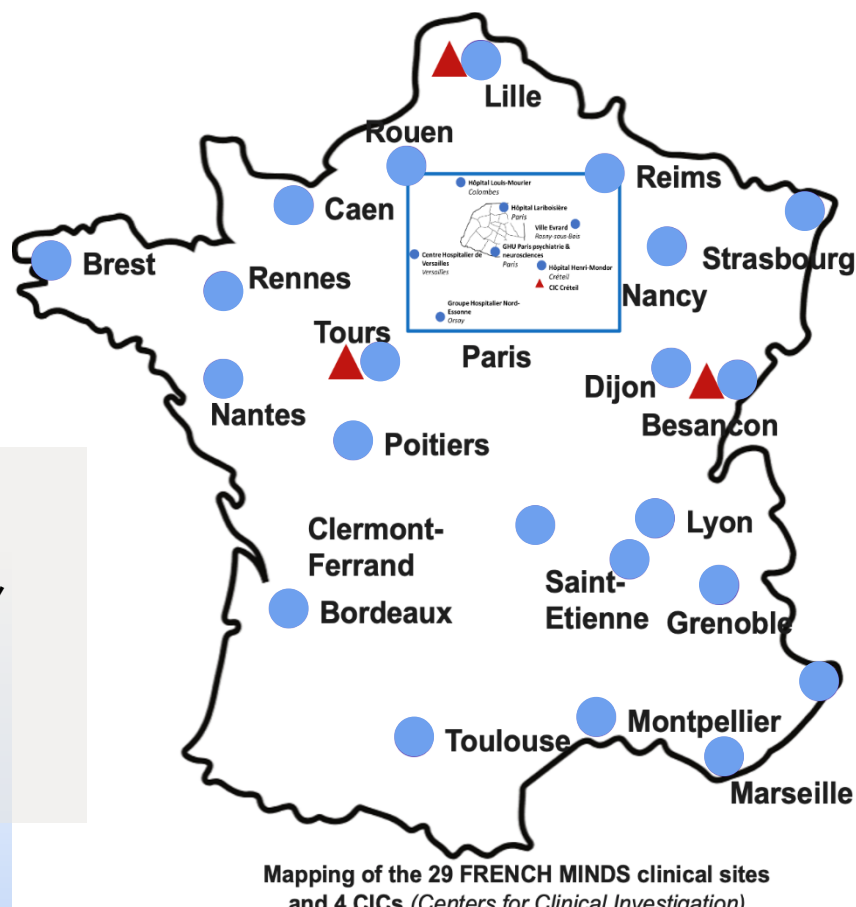 Lille
Rouen
Reims
Caen
Hôpital Louis-Mourier
Colombes
Hôpital Lariboisière
Paris
Ville Evrard
Rosny-sous-Bois
GHU Paris psychiatrie &
neurosciences
Paris
Centre Hospitalier de
Versailles
Versailles
Hôpital Henri-Mondor
Créteil
CIC Créteil
Groupe Hospitalier Nord-
Essonne
Orsay
Strasbourg
Brest
Rennes
Nancy
Tours
Paris
Dijon
Nantes
Besancon
Poitiers
Clermont-
Ferrand
Lyon
Saint-
Etienne
Grenoble
Bordeaux
Montpellier
Toulouse
Marseille
Mapping of the 29 FRENCH MINDS clinical sites
and 4 CICs (Centers for Clinical Investigation)